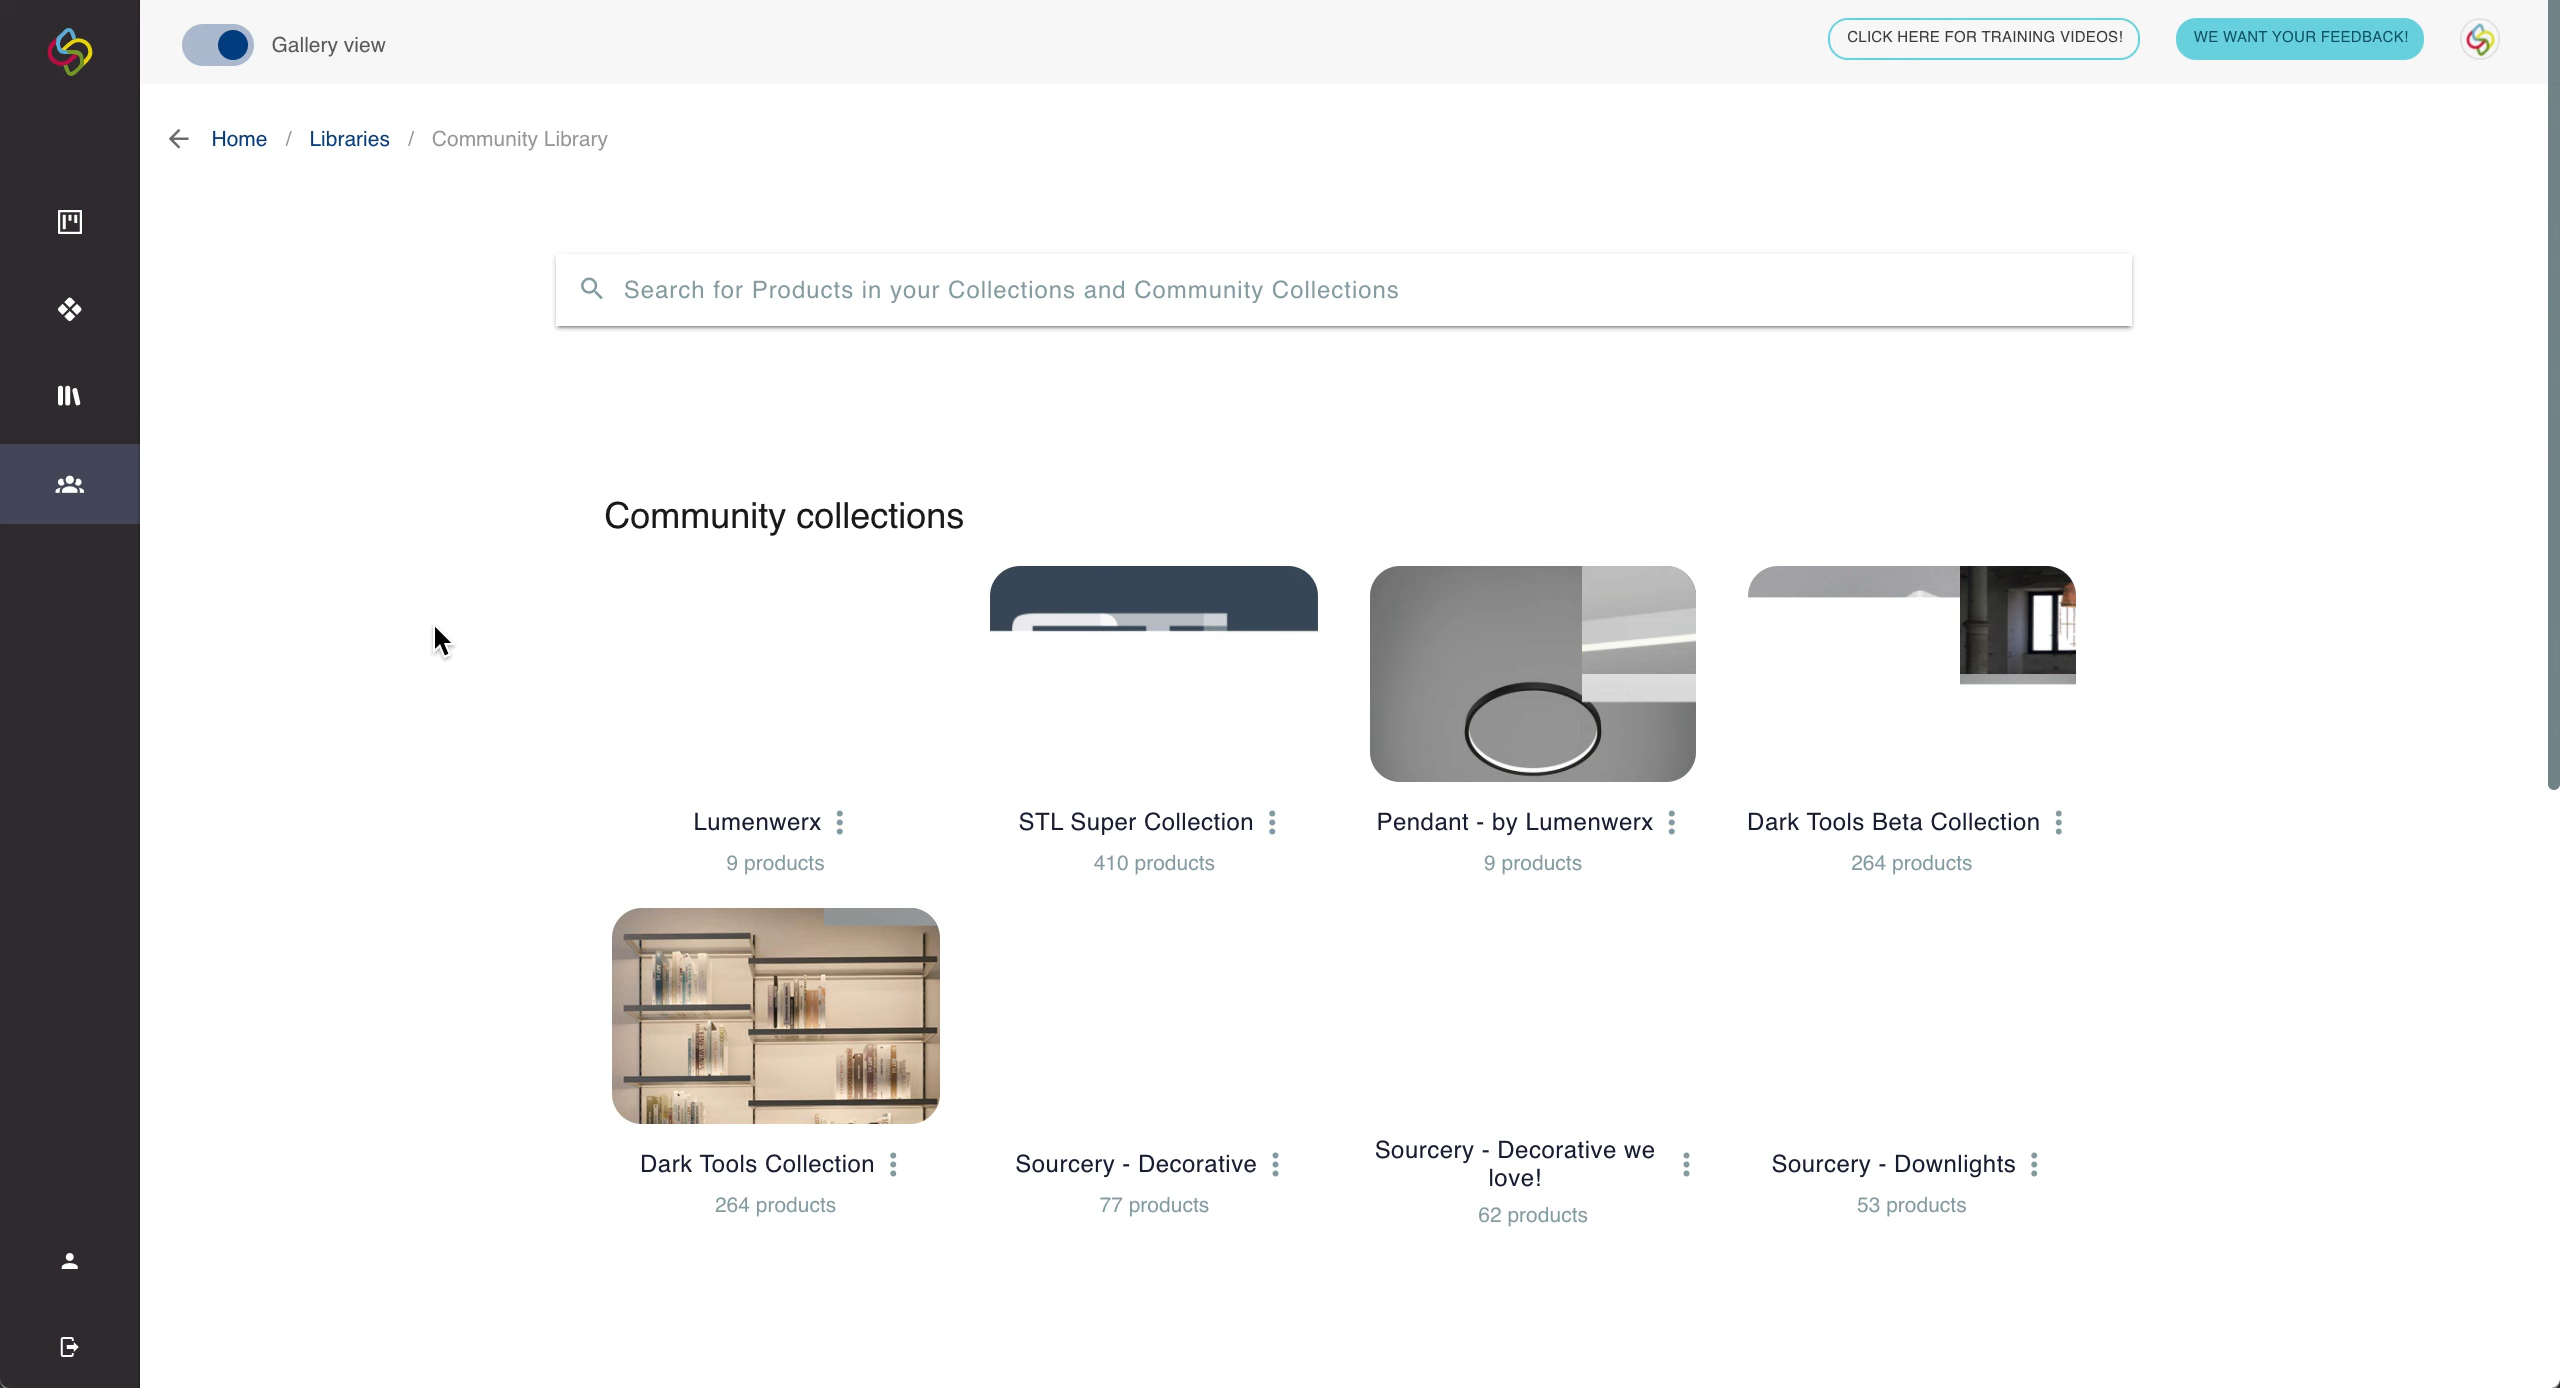 Gallery view
CLICK HERE FOR TRAINING VIDEOS!
WE WANT YOUR FEEDBACK!
Home / Libraries / Community Library
Search for Products in your Collections and Community Collections
Community collections
Lumenwerx
9 products
STL Super Collection
410 products
Pendant - by Lumenwerx
9 products
Dark Tools Beta Collection
264 products
Dark Tools Collection
264 products
Sourcery - Decorative
77 products
Sourcery - Decorative we
love!
62 products
Sourcery - Downlights
53 products